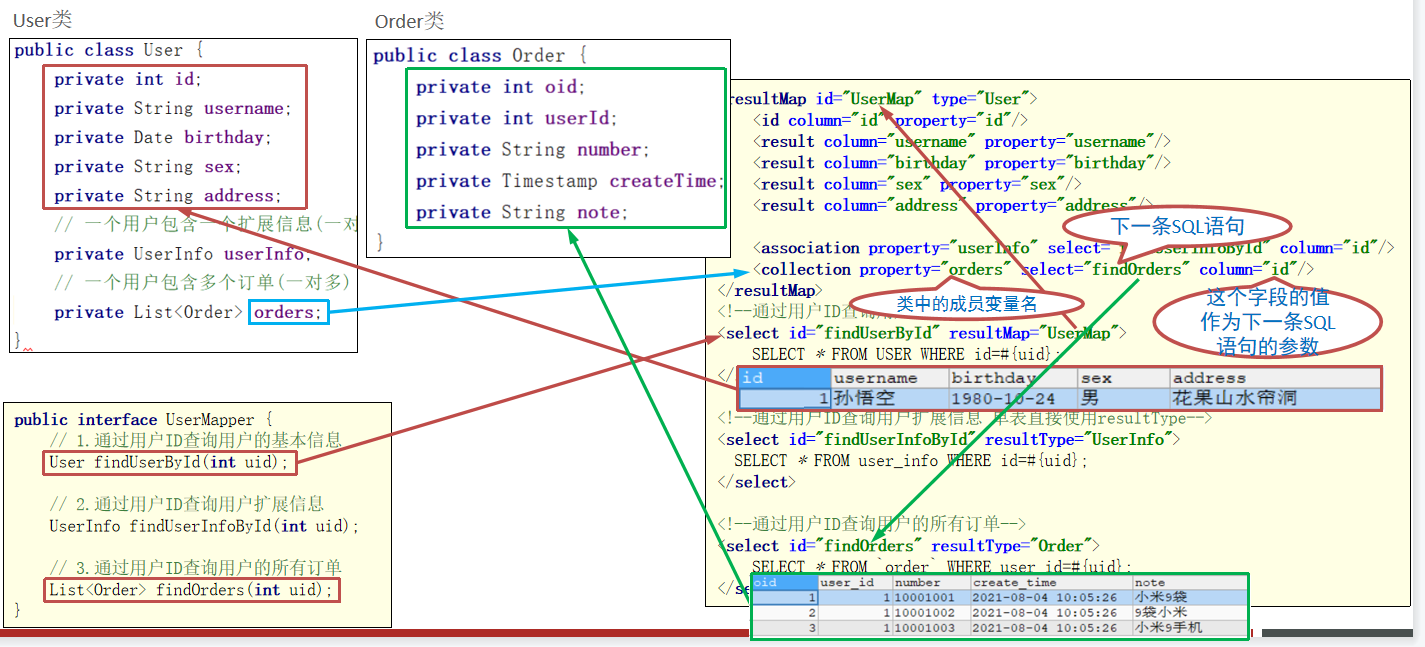 User类
public class User {
private int id;
private String username;
private Date birthday;
private String sex;
private String address;
// 一个用户包含一个扩展信息(一对
private UserInfo userInfo;
// 一个用户包含多个订单(一对多)
private List<Order> orders;
}
Order类
public class Order {
private int oid;
private int userId;
private String number;
private Timestamp createTime;
private String note;
}
public interface UserMapper {
// 1.通过用户ID查询用户的基本信息
User findUserById(int uid);
// 2.通过用户ID查询用户扩展信息
UserInfo findUserInfoById(int uid);
// 3.通过用户ID查询用户的所有订单
List<Order> findOrders(int uid);
}
resultMap id="UserMap" type="User">
<id column="id" property="id"/>
<result column="username" property="username"/>
<result column="birthday" property="birthday"/>
<result column="sex" property="sex"/>
<result column="address" property="address"/>
下一条SQL语句
<association property="userInfo" select= serInfoById" column="id"/>
<collection property="orders" select="findOrders" column="id"/>
</resultMap>
类中的成员变量名
这个字段的值
作为下一条SQL
语句的参数
<!--通过用户ID查询用
<select id="findUserById" resultMap="UserMap">
SELECT * FROM USER WHERE id=#{uid};
</
id username birthday sex address
1 孙悟空 1980-10-24 男 花果山水帘洞
<!--通过用户ID查询用户扩展信息 单表直接使用resultType-->
<select id="findUserInfoById" resultType="UserInfo">
SELECT * FROM user_info WHERE id=#{uid};
</select>
<!--通过用户ID查询用户的所有订单-->
<select id="findOrders" resultType="Order">
SELECT * FROM `order` WHERE user_id=#{uid};
</se
oid user_id number create_time note
1 1 10001001 2021-08-04 10:05:26 小米9袋
2 1 10001002 2021-08-04 10:05:26 9袋小米
3 1 10001003 2021-08-04 10:05:26 小米9手机